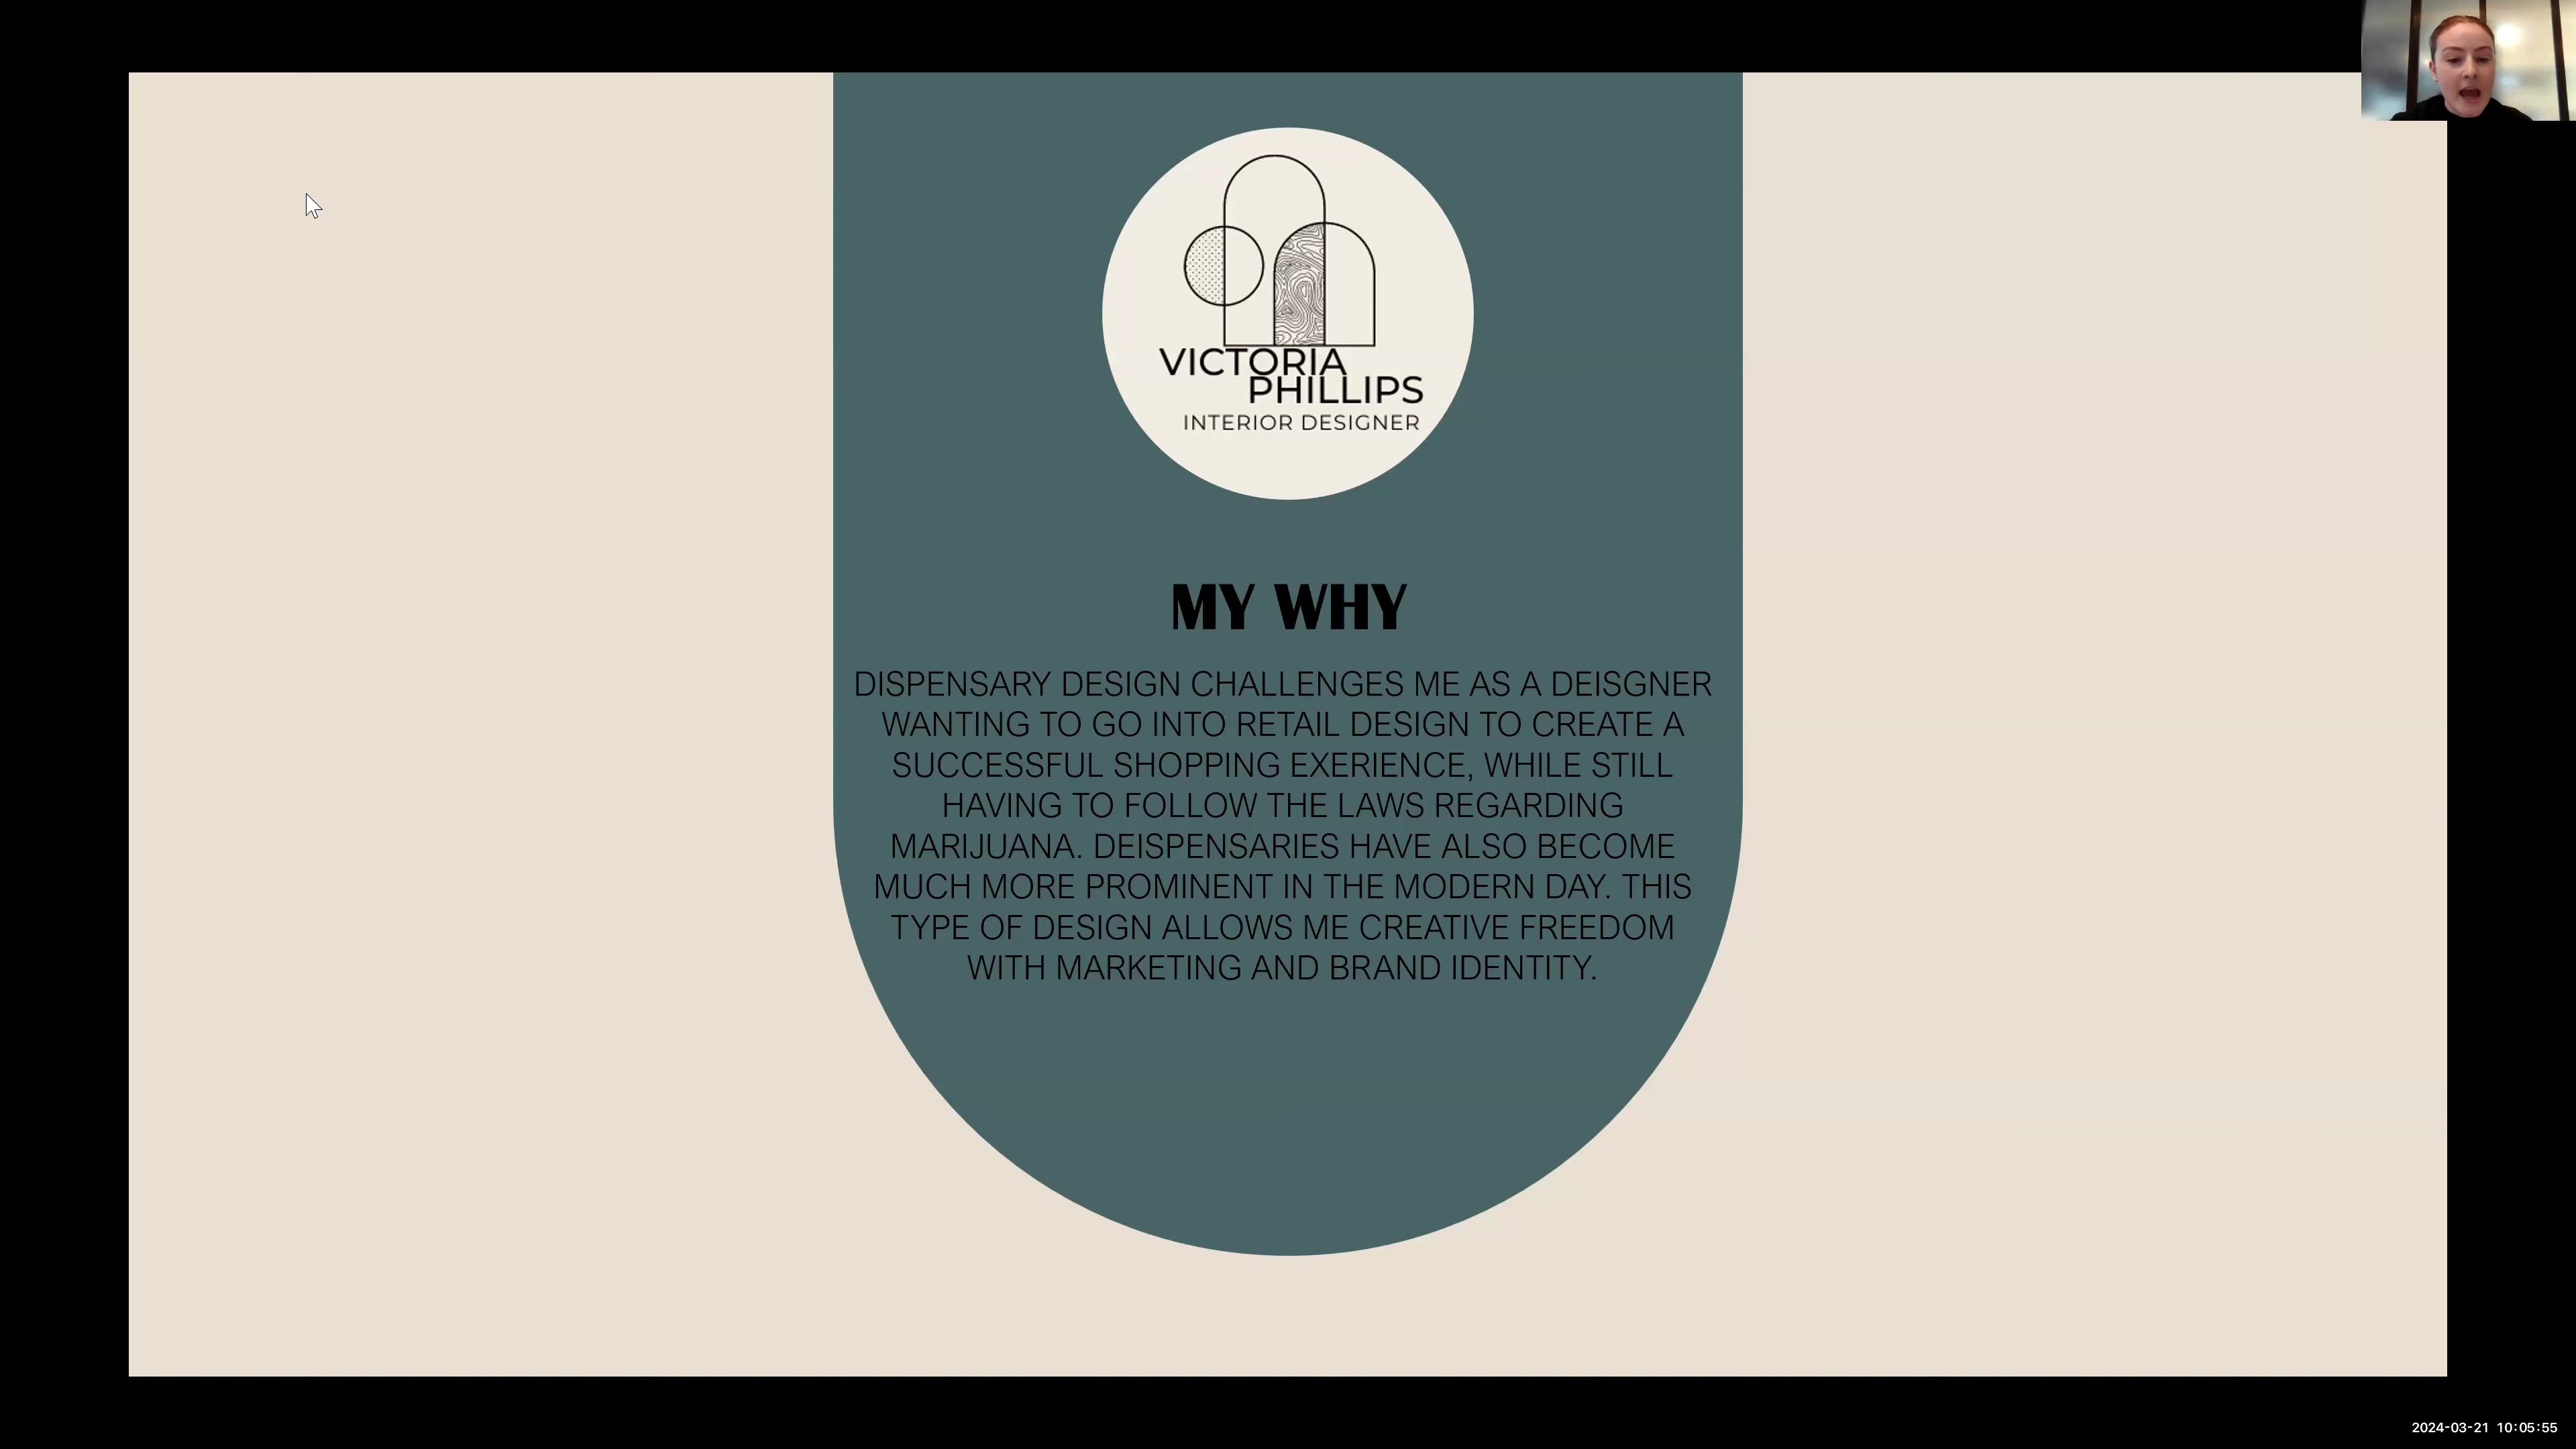 VICTORIA
PHILLIPS
INTERIOR DESIGNER
MY WHY
DISPENSARY DESIGN CHALLENGES ME AS A DEISGNER
WANTING TO GO INTO RETAIL DESIGN TO CREATE A
SUCCESSFUL SHOPPING EXERIENCE, WHILE STILL
HAVING TO FOLLOW THE LAWS REGARDING
MARIJUANA. DEISPENSARIES HAVE ALSO BECOME
MUCH MORE PROMINENT IN THE MODERN DAY. THIS
TYPE OF DESIGN ALLOWS ME CREATIVE FREEDOM
WITH MARKETING AND BRAND IDENTITY.
2024-03-21 10:05:55